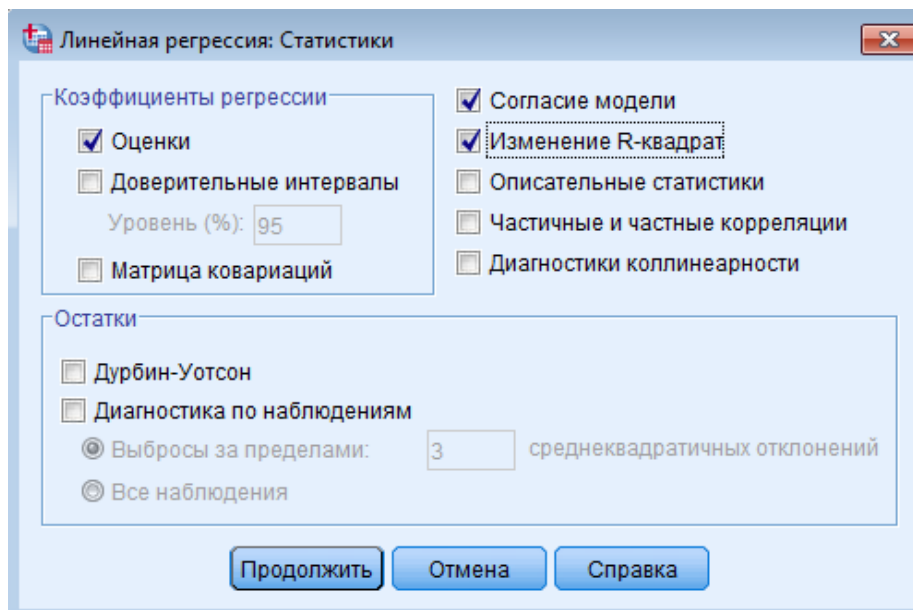 Линейная регрессия: Статистики
Коэффициенты регрессии
Оценки
Доверительные интервалы
Уровень (%): 95
Матрица ковариаций
Согласие модели
Изменение R-квадрат
Описательные статистики
Частичные и частные корреляции
Диагностики коллинеарности
Остатки
Дурбин-Уотсон
Диагностика по наблюдениям
Выбросы за пределами: 3 среднеквадратичных отклонений
Все наблюдения
Продолжить Отмена Справка